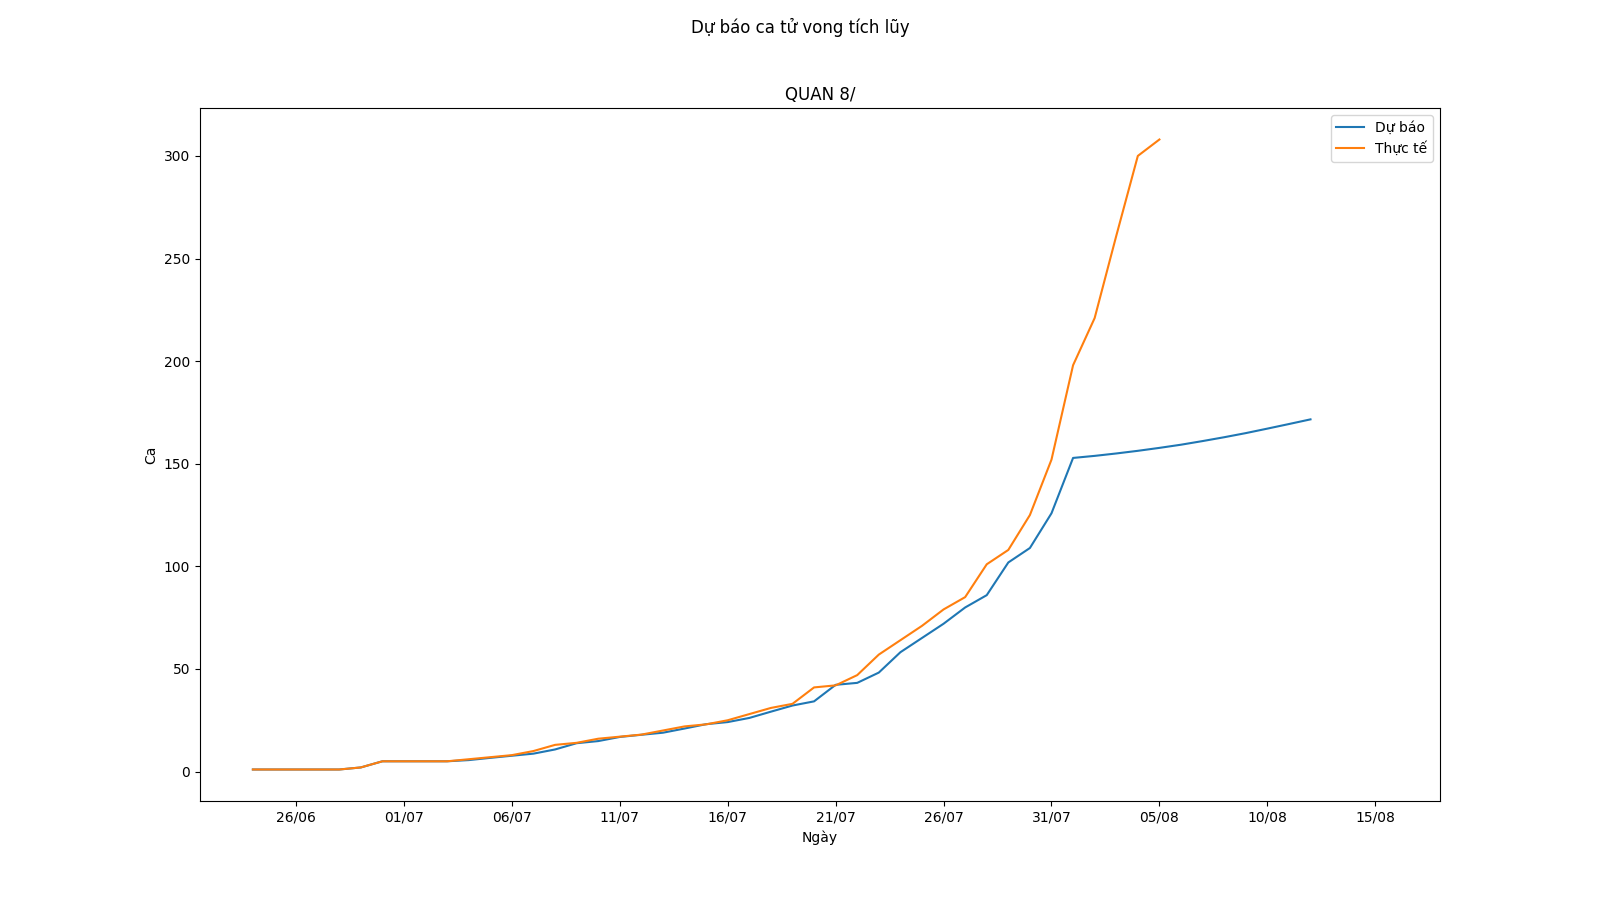 Dự báo ca tử vong tích lũy
QUAN 8/
Dự báo
Thực tế
300
250
200
150
100
50
0
Ca
26/06 01/07 06/07 11/07 16/07 21/07 26/07 31/07 05/08 10/08 15/08
Ngày